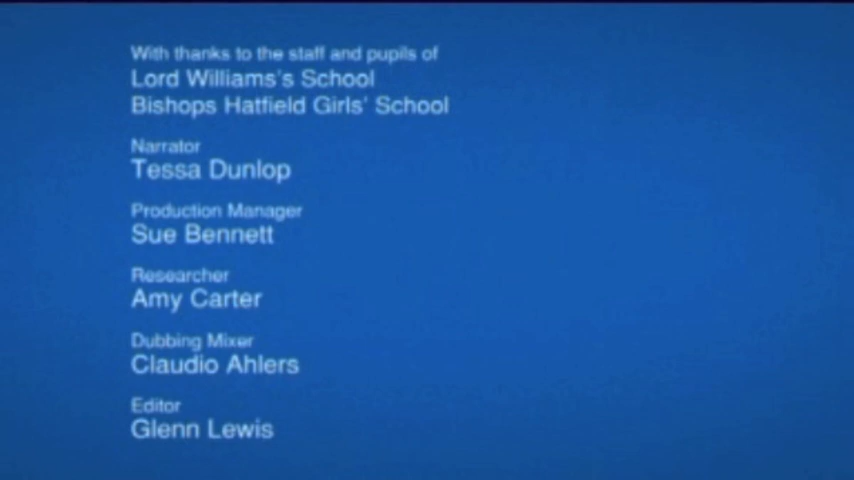 With thanks to the staff and pupils of
Lord Williams's School
Bishops Hatfield Girls' School
Narrator
Tessa Dunlop
Production Manager
Sue Bennett
Researcher
Amy Carter
Dubbing Mixer
Claudio Ahlers
Editor
Glenn Lewis